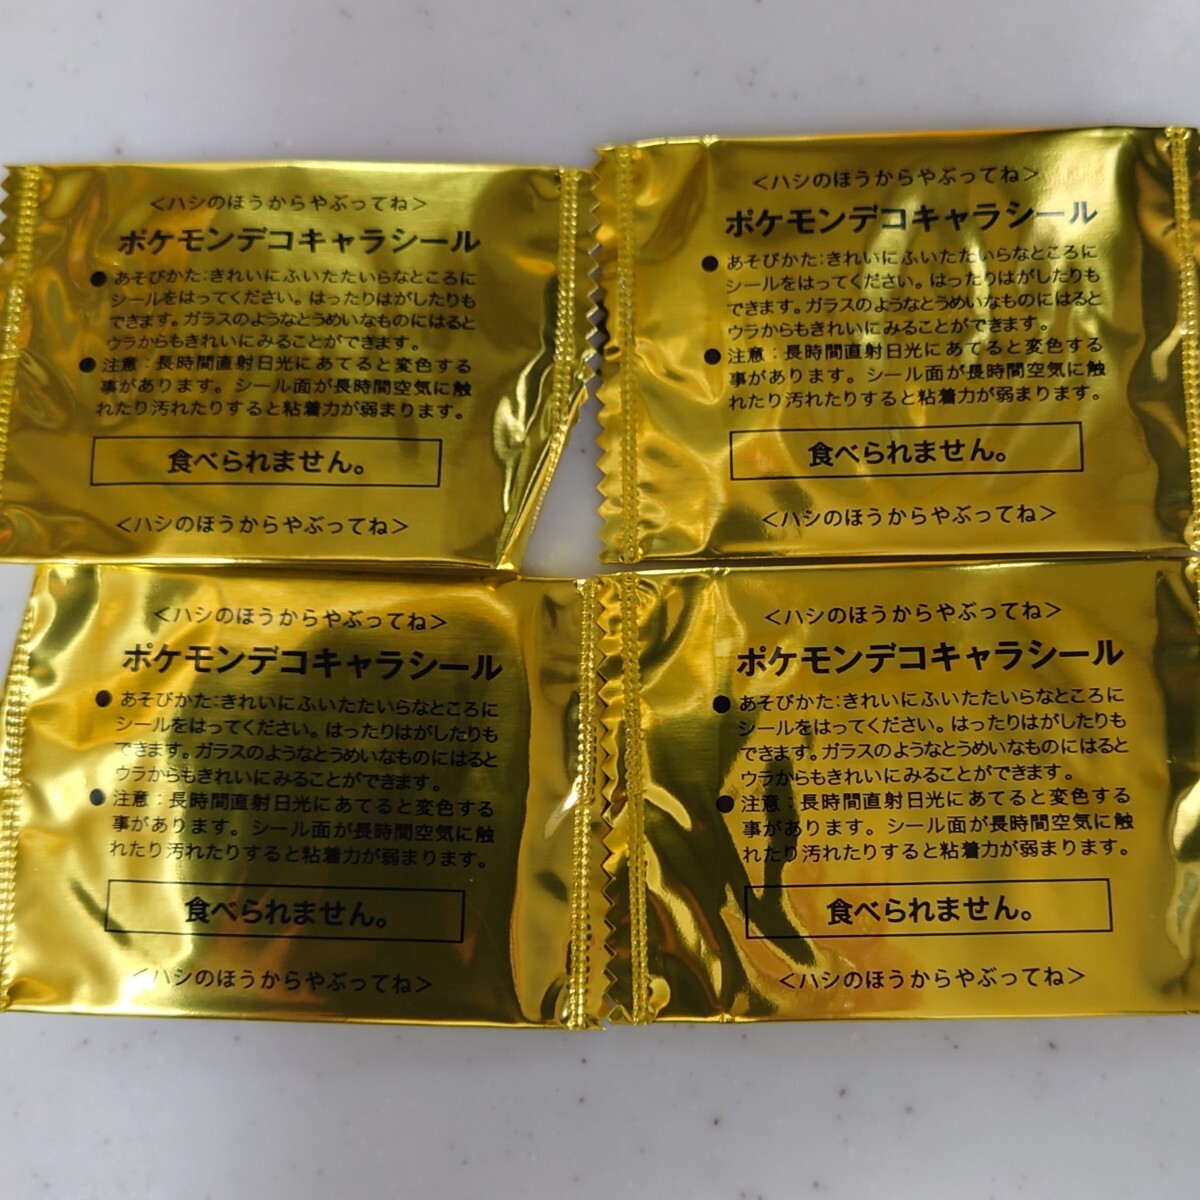 <ハシのほうからやぶってね>
ポケモンデコキャラシール
● あそびかた:きれいにふいたたいらなところに
シールをはってください。はったりはがしたりも
できます。ガラスのようなとうめいなものにはると
ウラからもきれいにみることができます。
● 注意:長時間直射日光にあてると変色する
事があります。シール面が長時間空気に触
れたり汚れたりすると粘着力が弱まります。
食べられません。
<ハシのほうからやぶってね>
<ハシのほうからやぶってね>
ポケモンデコキャラシール
● あそびかた:きれいにふいたたいらなところに
シールをはってください。はったりはがしたりも
できます。ガラスのようなとうめいなものにはると
ウラからもきれいにみることができます。
● 注意:長時間直射日光にあてると変色する
事があります。シール面が長時間空気に触
れたり汚れたりすると粘着力が弱まります。
食べられません。
<ハシのほうからやぶってね>
<ハシのほうからやぶってね>
ポケモンデコキャラシール
● あそびかた:きれいにふいたたいらなところに
シールをはってください。はったりはがしたりも
できます。ガラスのようなとうめいなものにはると
ウラからもきれいにみることができます。
● 注意:長時間直射日光にあてると変色する
事があります。シール面が長時間空気に触
れたり汚れたりすると粘着力が弱まります。
食べられません。
<ハシのほうからやぶってね>
<ハシのほうからやぶってね>
ポケモンデコキャラシール
● あそびかた:きれいにふいたたいらなところに
シールをはってください。はったりはがしたりも
できます。ガラスのようなとうめいなものにはると
ウラからもきれいにみることができます。
● 注意:長時間直射日光にあてると変色する
事があります。シール面が長時間空気に触
れたり汚れたりすると粘着力が弱まります。
食べられません。
<ハシのほうからやぶってね>